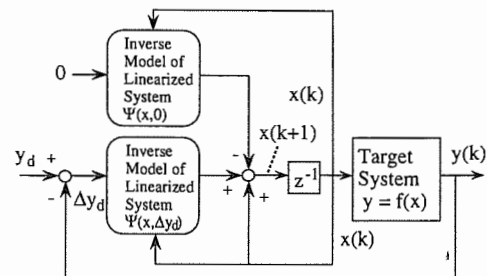 Inverse
Model of
Linearized
System
Ψ(x,0)
0
x(k)
x(k+1)
-
y_d
+
-
Δy_d
Inverse
Model of
Linearized
System
Ψ(x,Δy_d)
+
+
z⁻¹
Target
System
y = f(x)
y(k)
x(k)